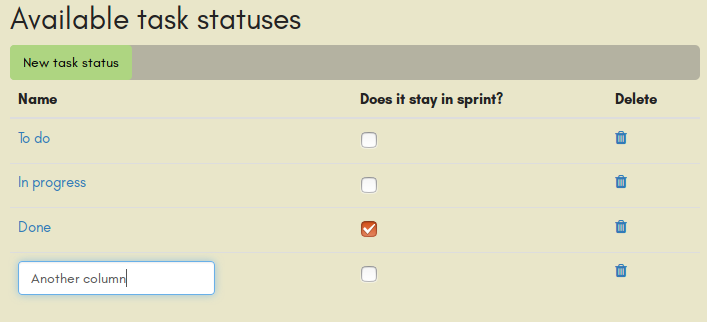 Available task statuses
New task status
Name Does it stay in sprint? Delete
To do
In progress
Done
Another column